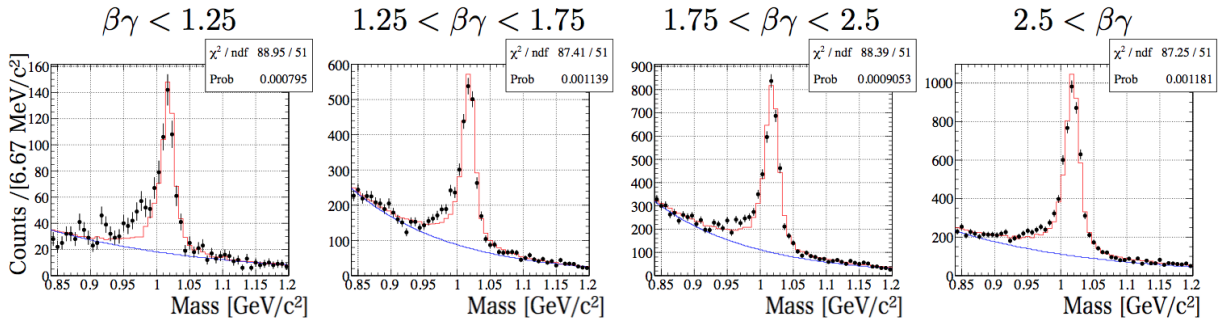 βγ < 1.25
1.25 < βγ < 1.75
1.75 < βγ < 2.5
2.5 < βγ
χ² / ndf 88.95 / 51
Prob 0.000795
χ² / ndf 87.41 / 51
Prob 0.001139
χ² / ndf 88.39 / 51
Prob 0.0009053
χ² / ndf 87.25 / 51
Prob 0.001181
Counts /[6.67 MeV/c²]
160
140
120
100
80
60
40
20
0
0.85 0.9 0.95 1 1.05 1.1 1.15 1.2
Mass [GeV/c²]
600
500
400
300
200
100
0
0.85 0.9 0.95 1 1.05 1.1 1.15 1.2
Mass [GeV/c²]
900
800
700
600
500
400
300
200
100
0
0.85 0.9 0.95 1 1.05 1.1 1.15 1.2
Mass [GeV/c²]
1000
800
600
400
200
0
0.85 0.9 0.95 1 1.05 1.1 1.15 1.2
Mass [GeV/c²]